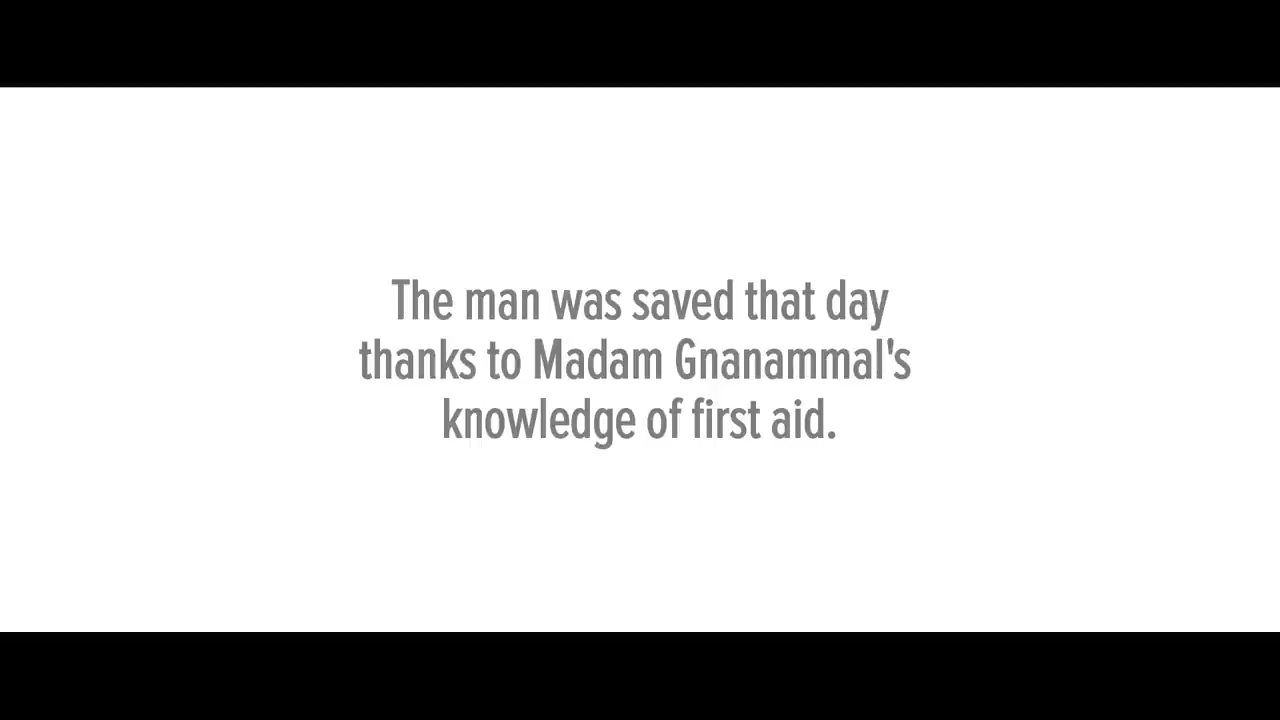 The man was saved that day
thanks to Madam Gnanammal's
knowledge of first aid.